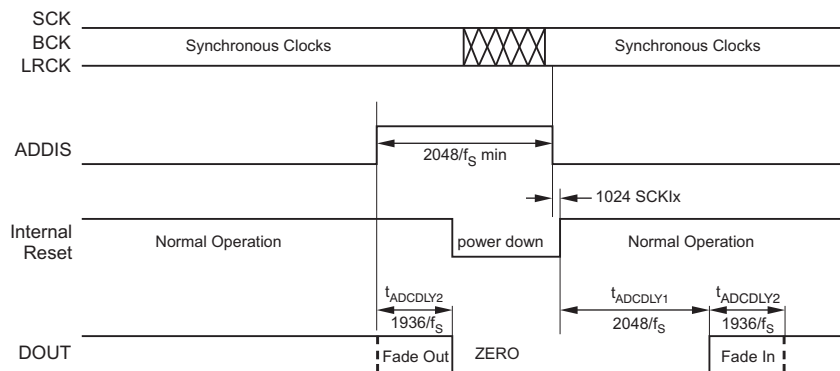 SCK
BCK
LRCK
Synchronous Clocks
Synchronous Clocks
ADDIS
2048/fS min
1024 SCKIx
Internal
Reset
Normal Operation
power down
Normal Operation
tADCDLY2
1936/fS
tADCDLY1
2048/fS
tADCDLY2
1936/fS
DOUT
Fade Out
ZERO
Fade In